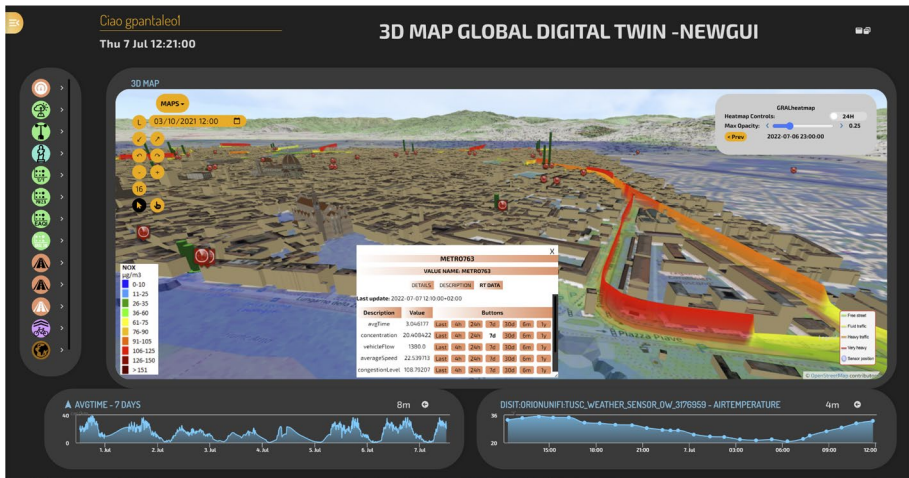 Ciao gpantaleo1
Thu 7 Jul 12:21:00
3D MAP GLOBAL DIGITAL TWIN -NEWGUI
3D MAP
MAPS
L
03/10/2021 12:00
16
GRALheatmap
Heatmap Controls:
24H
Max Opacity: < > 0.25
< Prev
2022-07-06 23:00:00
NOX
µg/m3
0-10
11-25
26-35
36-60
61-75
76-90
91-105
106-125
126-150
> 151
X
METRO763
VALUE NAME: METRO763
DETAILS DESCRIPTION RT DATA
Last update: 2022-07-07 12:10:00+02:00
Description Value Buttons
avgTime 3.046177 Last 4h 24h 7d 30d 6m 1y
concentration 20.408422 Last 4h 24h 7d 30d 6m 1y
vehicleFlow 1380.0 Last 4h 24h 7d 30d 6m 1y
averageSpeed 22.539713 Last 4h 24h 7d 30d 6m 1y
congestionLevel 108.79207 Last 4h 24h 7d 30d 6m 1y
Free street
Fluid traffic
Heavy traffic
Very heavy
Sensor position
© OpenStreetMap contributors
AVGTIME - 7 DAYS
8m
40
0
1. Jul 2. Jul 3. Jul 4. Jul 5. Jul 6. Jul 7. Jul
DISIT:ORIONUNIFI:TUSC_WEATHER_SENSOR_OW_3176959 - AIRTEMPERATURE
4m
36
20
15:00 18:00 21:00 7. Jul 03:00 06:00 09:00 12:00